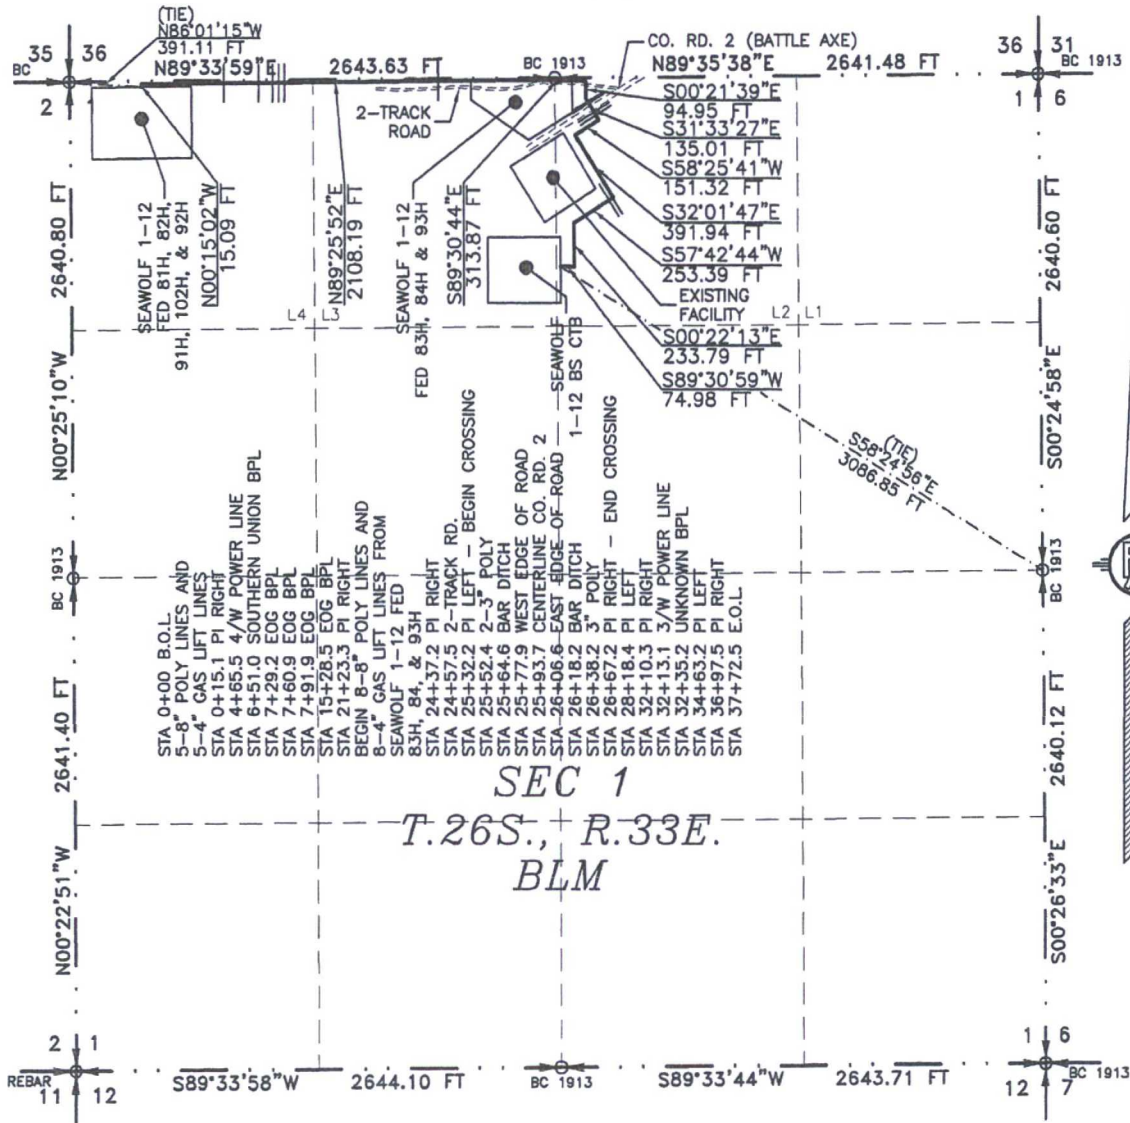 (TIE)
N86°01'15"W
391.11 FT
35
36
BC
2
N89°33'59"E
2643.63 FT
BC 1913
CO. RD. 2 (BATTLE AXE)
N89°35'38"E
2641.48 FT
36
31
BC 1913
1
6
2-TRACK
ROAD
S00°21'39"E
94.95 FT
S31°33'27"E
135.01 FT
S58°25'41"W
151.32 FT
S32°01'47"E
391.94 FT
S57°42'44"W
253.39 FT
EXISTING
FACILITY
S00°22'13"E
233.79 FT
S89°30'59"W
74.98 FT
2640.80 FT
N00°25'10"W
SEAWOLF 1-12
FED 81H, 82H,
91H, 102H, & 92H
N00°15'02"W
15.09 FT
N89°25'52"E
2108.19 FT
SEAWOLF 1-12
FED 83H, 84H & 93H
S89°30'44"E
313.87 FT
SEAWOLF
1-12 BS CTB
L4
L3
L2
L1
2640.60 FT
S00°24'58"E
(TIE)
S58°24'56"E
3086.85 FT
BC 1913
BC 1913
STA 0+00 B.O.L.
5-8" POLY LINES AND
5-4" GAS LIFT LINES
STA 0+15.1 PI RIGHT
STA 4+65.5 4/W POWER LINE
STA 6+51.0 SOUTHERN UNION BPL
STA 7+29.2 EOG BPL
STA 7+60.9 EOG BPL
STA 7+91.9 EOG BPL
STA 15+28.5 EOG BPL
STA 21+23.3 PI RIGHT
BEGIN 8-8" POLY LINES AND
8-4" GAS LIFT LINES FROM
SEAWOLF 1-12 FED
83H, 84, & 93H
STA 24+37.2 PI RIGHT
STA 24+57.5 2-TRACK RD.
STA 25+32.2 PI LEFT - BEGIN CROSSING
STA 25+52.4 2-3" POLY
STA 25+64.6 BAR DITCH
STA 25+77.9 WEST EDGE OF ROAD
STA 25+93.7 CENTERLINE CO. RD. 2
STA 26+06.6 EAST EDGE OF ROAD
STA 26+18.2 BAR DITCH
STA 26+38.2 3" POLY
STA 26+67.2 PI RIGHT - END CROSSING
STA 28+18.4 PI LEFT
STA 32+10.3 PI RIGHT
STA 32+13.1 3/W POWER LINE
STA 32+35.2 UNKNOWN BPL
STA 34+63.2 PI LEFT
STA 36+97.5 PI RIGHT
STA 37+72.5 E.O.L.
2641.40 FT
N00°22'51"W
2640.12 FT
S00°26'33"E
SEC 1
T.26S., R.33E.
BLM
2
1
REBAR
11
12
S89°33'58"W
2644.10 FT
BC 1913
S89°33'44"W
2643.71 FT
1
6
BC 1913
12
7